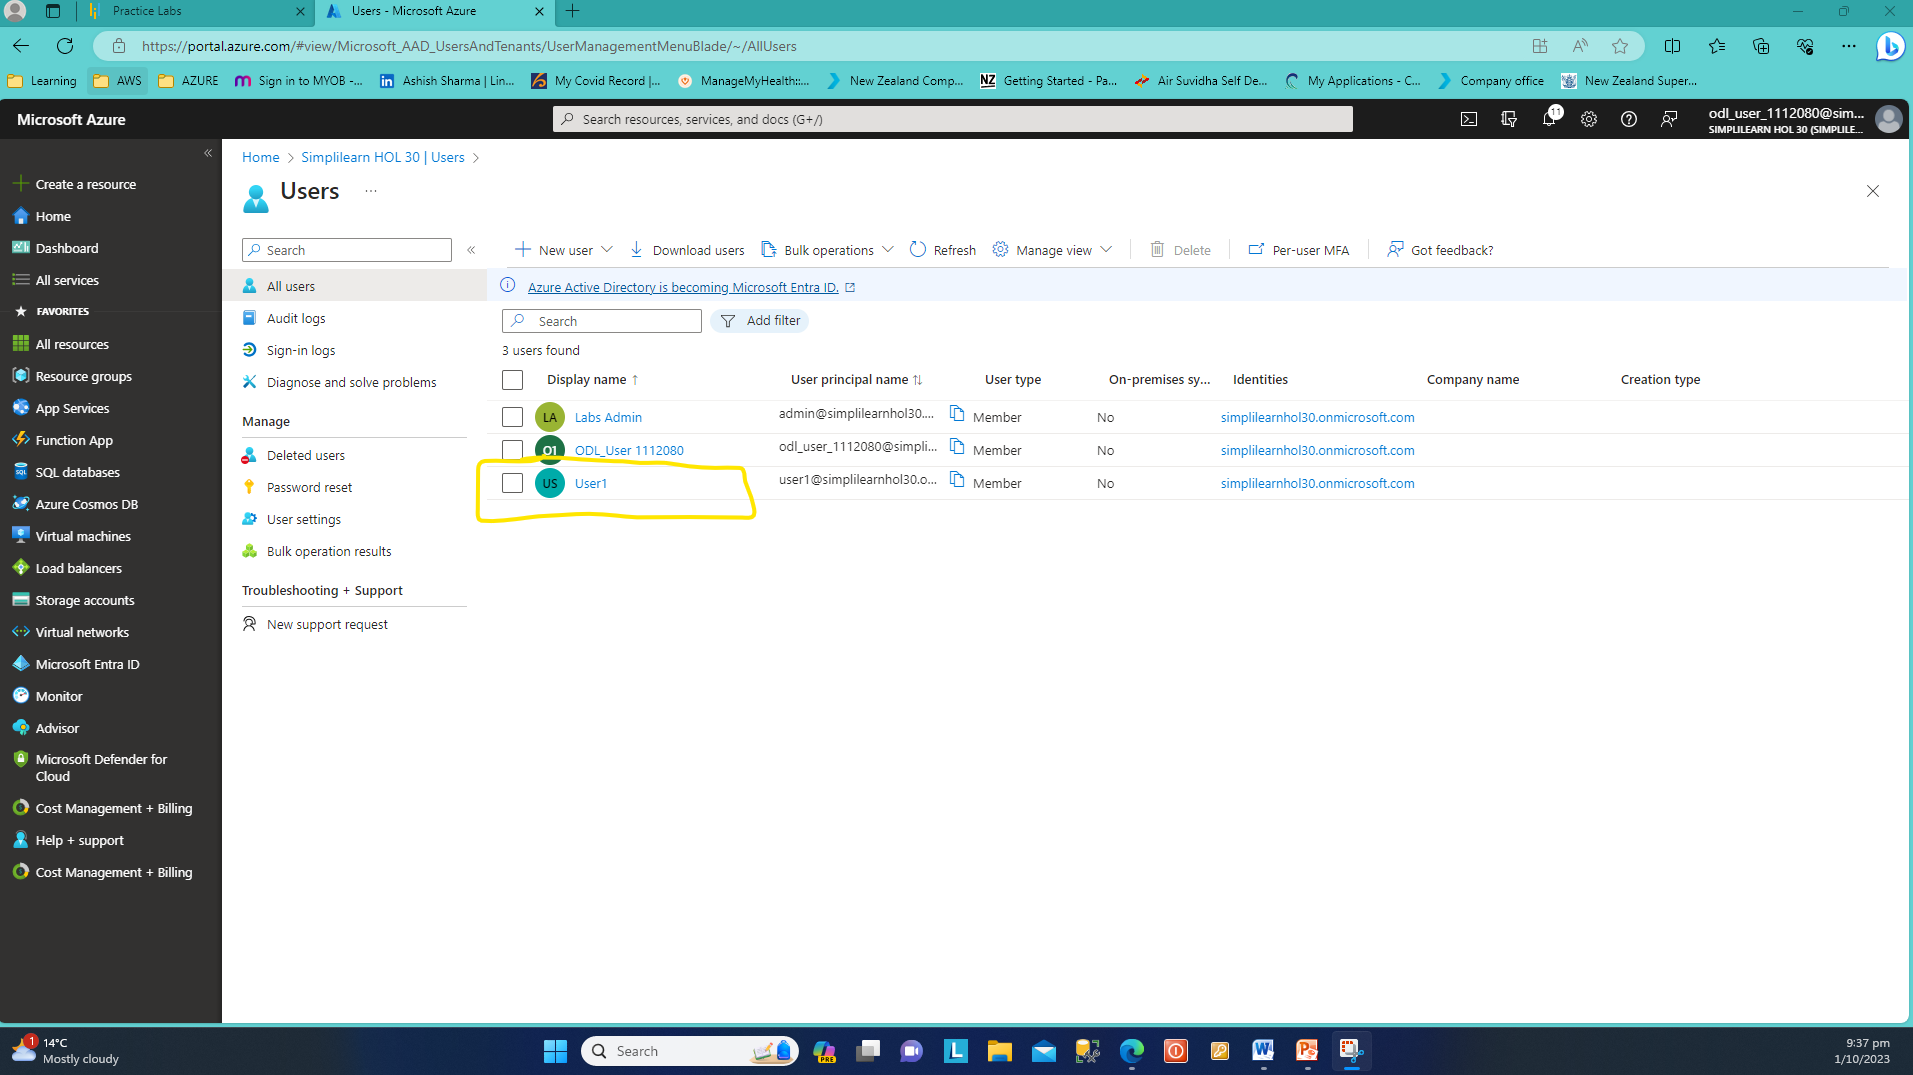 Practice Labs
Users - Microsoft Azure
https://portal.azure.com/#view/Microsoft_AAD_UsersAndTenants/UserManagementMenuBlade/~/AllUsers
Learning AWS AZURE Sign in to MYOB -... Ashish Sharma | Lin... My Covid Record |... ManageMyHealth::... New Zealand Comp... NZ Getting Started - Pa... Air Suvidha Self De... My Applications - C... Company office New Zealand Super...
Microsoft Azure
Search resources, services, and docs (G+/)
11
odl_user_1112080@sim...
SIMPLILEARN HOL 30 (SIMPLILE...
Create a resource
Home
Dashboard
All services
FAVORITES
All resources
Resource groups
App Services
Function App
SQL databases
Azure Cosmos DB
Virtual machines
Load balancers
Storage accounts
Virtual networks
Microsoft Entra ID
Monitor
Advisor
Microsoft Defender for
Cloud
Cost Management + Billing
Help + support
Cost Management + Billing
Home > Simplilearn HOL 30 | Users >
Users ...
Search
All users
Audit logs
Sign-in logs
Diagnose and solve problems
Manage
Deleted users
Password reset
User settings
Bulk operation results
Troubleshooting + Support
New support request
New user Download users Bulk operations Refresh Manage view Delete Per-user MFA Got feedback?
Azure Active Directory is becoming Microsoft Entra ID.
Search Add filter
3 users found
Display name ↑ User principal name ↑↓ User type On-premises sy... Identities Company name Creation type
LA Labs Admin admin@simplilearnhol30.... Member No simplilearnhol30.onmicrosoft.com
O1 ODL_User 1112080 odl_user_1112080@simpli... Member No simplilearnhol30.onmicrosoft.com
US User1 user1@simplilearnhol30.o... Member No simplilearnhol30.onmicrosoft.com
1
14°C
Mostly cloudy
Search
PRE
9:37 pm
1/10/2023